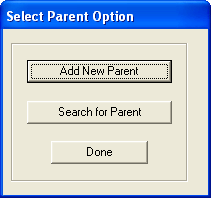 Select Parent Option
Add New Parent
Search for Parent
Done